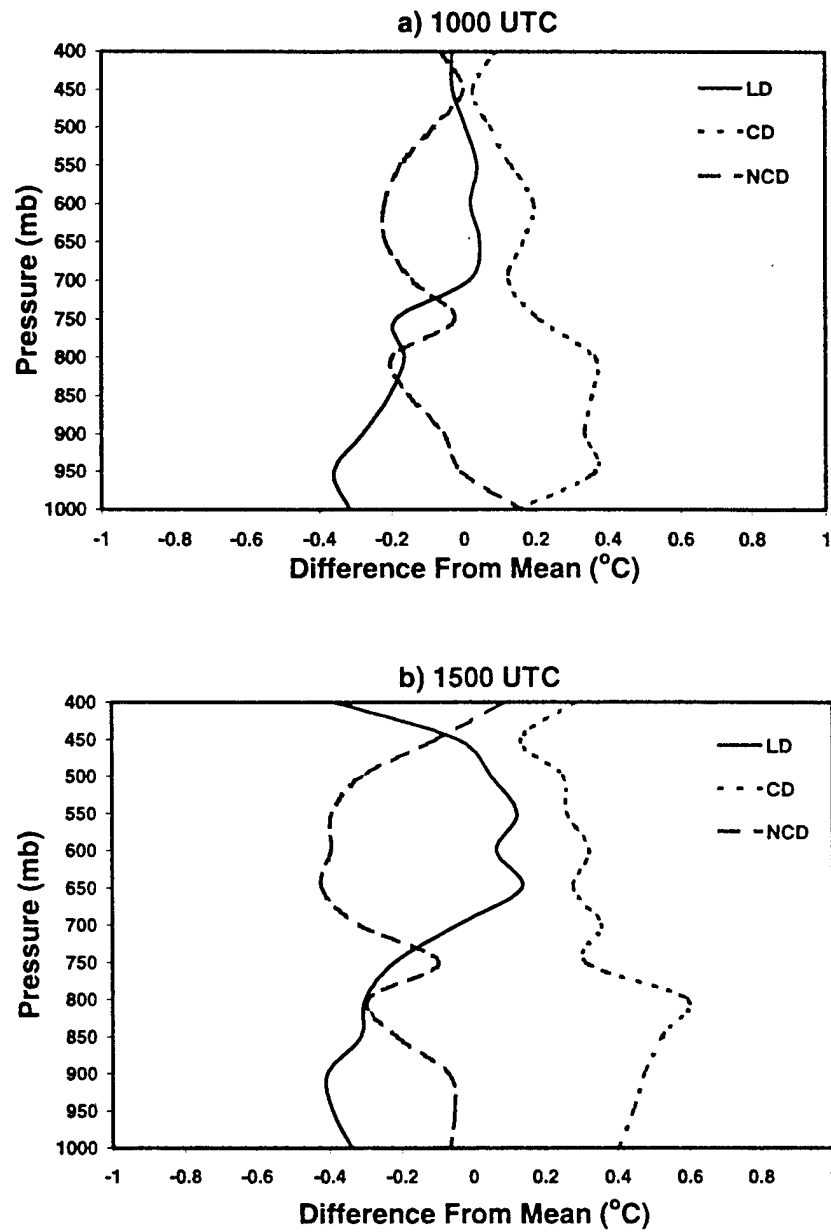 a) 1000 UTC
400
450
500
550
600
650
700
750
800
850
900
950
1000
Pressure (mb)
LD
CD
NCD
-1 -0.8 -0.6 -0.4 -0.2 0 0.2 0.4 0.6 0.8 1
Difference From Mean (°C)
b) 1500 UTC
400
450
500
550
600
650
700
750
800
850
900
950
1000
Pressure (mb)
LD
CD
NCD
-1 -0.8 -0.6 -0.4 -0.2 0 0.2 0.4 0.6 0.8
Difference From Mean (°C)